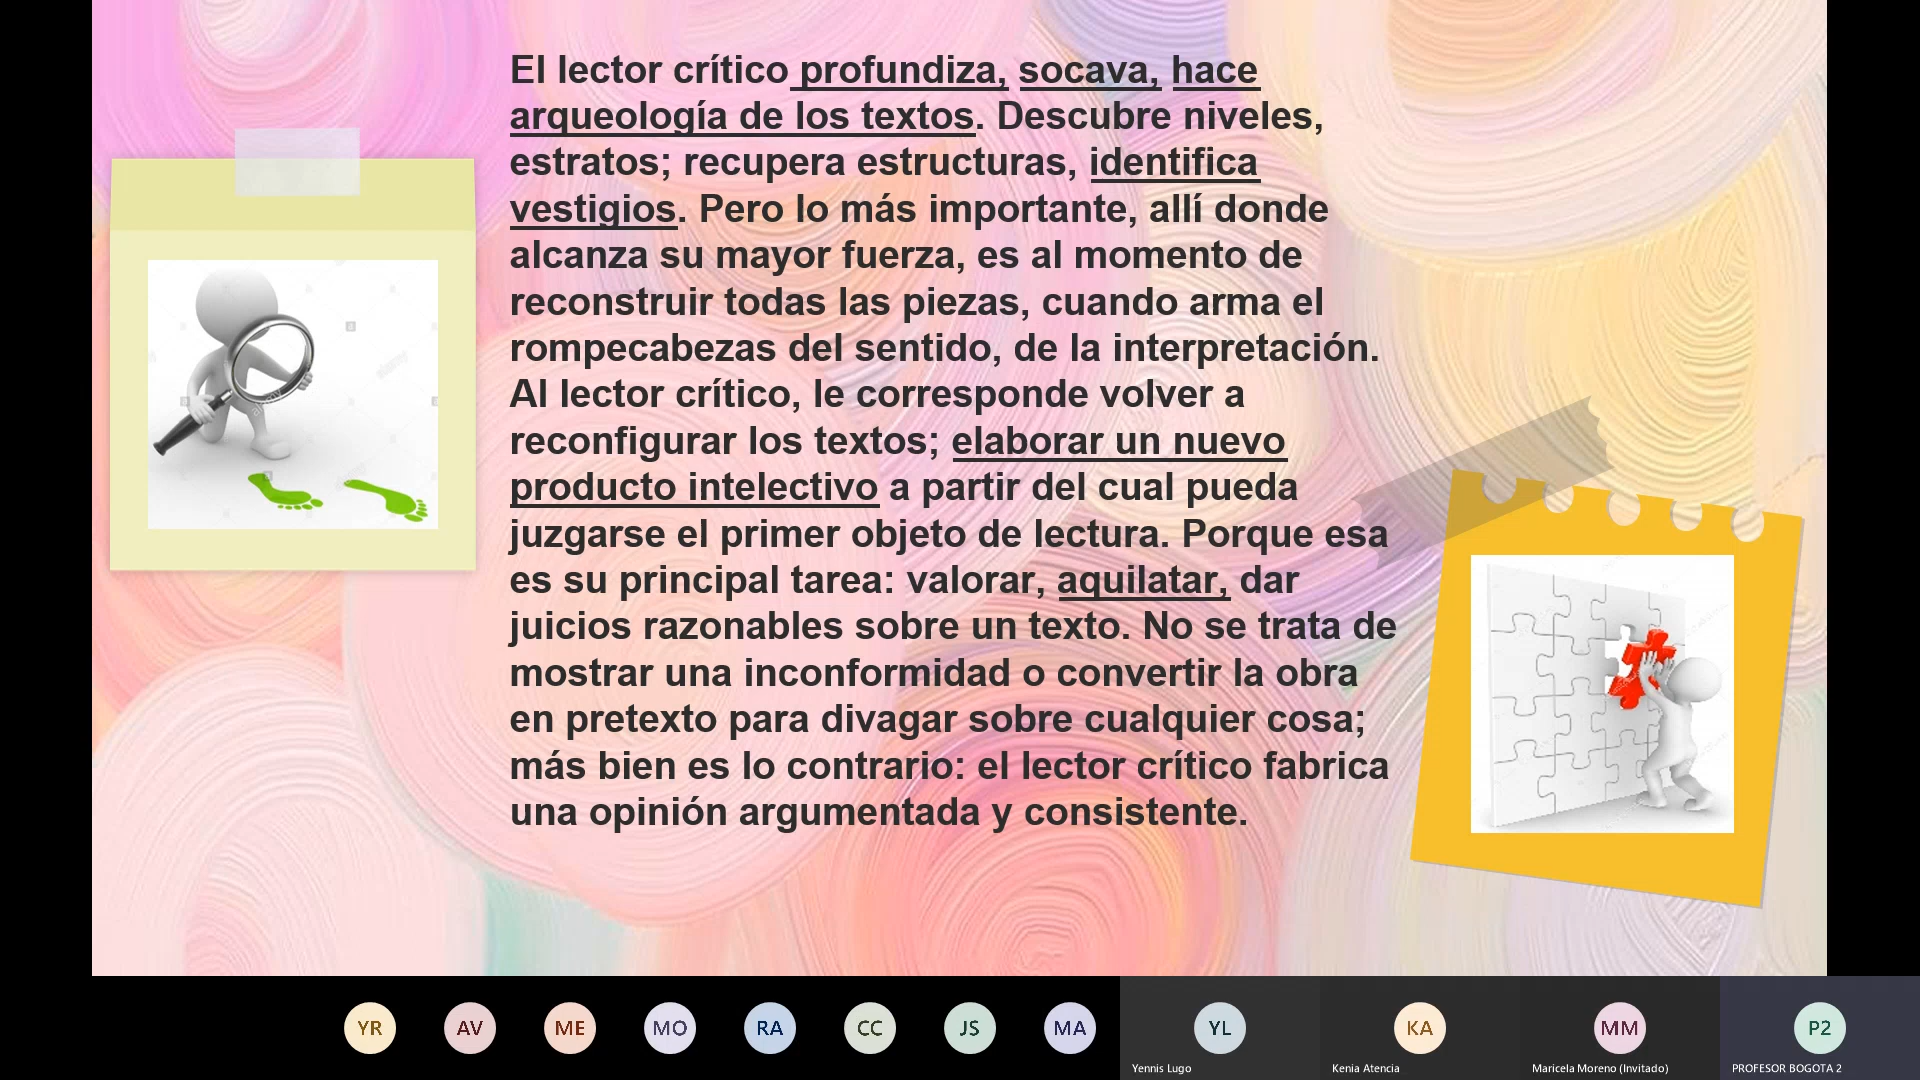 El lector crítico profundiza, socava, hace
arqueología de los textos. Descubre niveles,
estratos; recupera estructuras, identifica
vestigios. Pero lo más importante, allí donde
alcanza su mayor fuerza, es al momento de
reconstruir todas las piezas, cuando arma el
rompecabezas del sentido, de la interpretación.
Al lector crítico, le corresponde volver a
reconfigurar los textos; elaborar un nuevo
producto intelectivo a partir del cual pueda
juzgarse el primer objeto de lectura. Porque esa
es su principal tarea: valorar, aquilatar, dar
juicios razonables sobre un texto. No se trata de
mostrar una inconformidad o convertir la obra
en pretexto para divagar sobre cualquier cosa;
más bien es lo contrario: el lector crítico fabrica
una opinión argumentada y consistente.
YR AV ME MO RA CC JS MA YL KA MM P2
Yennis Lugo Kenia Atencia Maricela Moreno (Invitado) PROFESOR BOGOTA 2